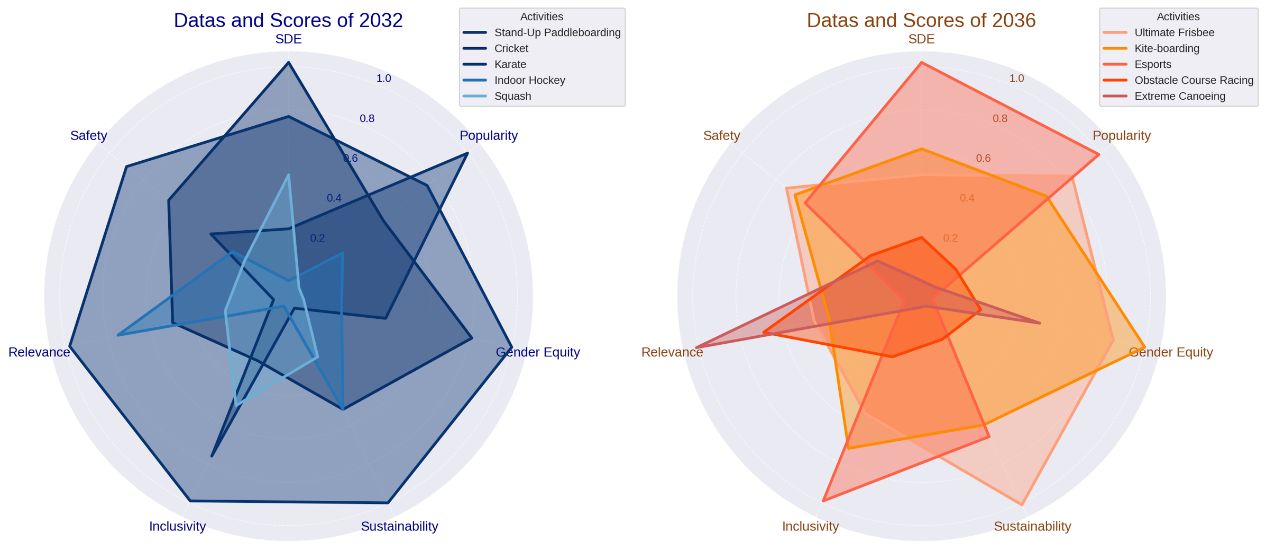 Datas and Scores of 2032
SDE
Popularity
Gender Equity
Sustainability
Inclusivity
Relevance
Safety
1.0
0.8
0.6
0.4
0.2
Activities
Stand-Up Paddleboarding
Cricket
Karate
Indoor Hockey
Squash
Datas and Scores of 2036
SDE
Popularity
Gender Equity
Sustainability
Inclusivity
Relevance
Safety
1.0
0.8
0.6
0.4
0.2
Activities
Ultimate Frisbee
Kite-boarding
Esports
Obstacle Course Racing
Extreme Canoeing